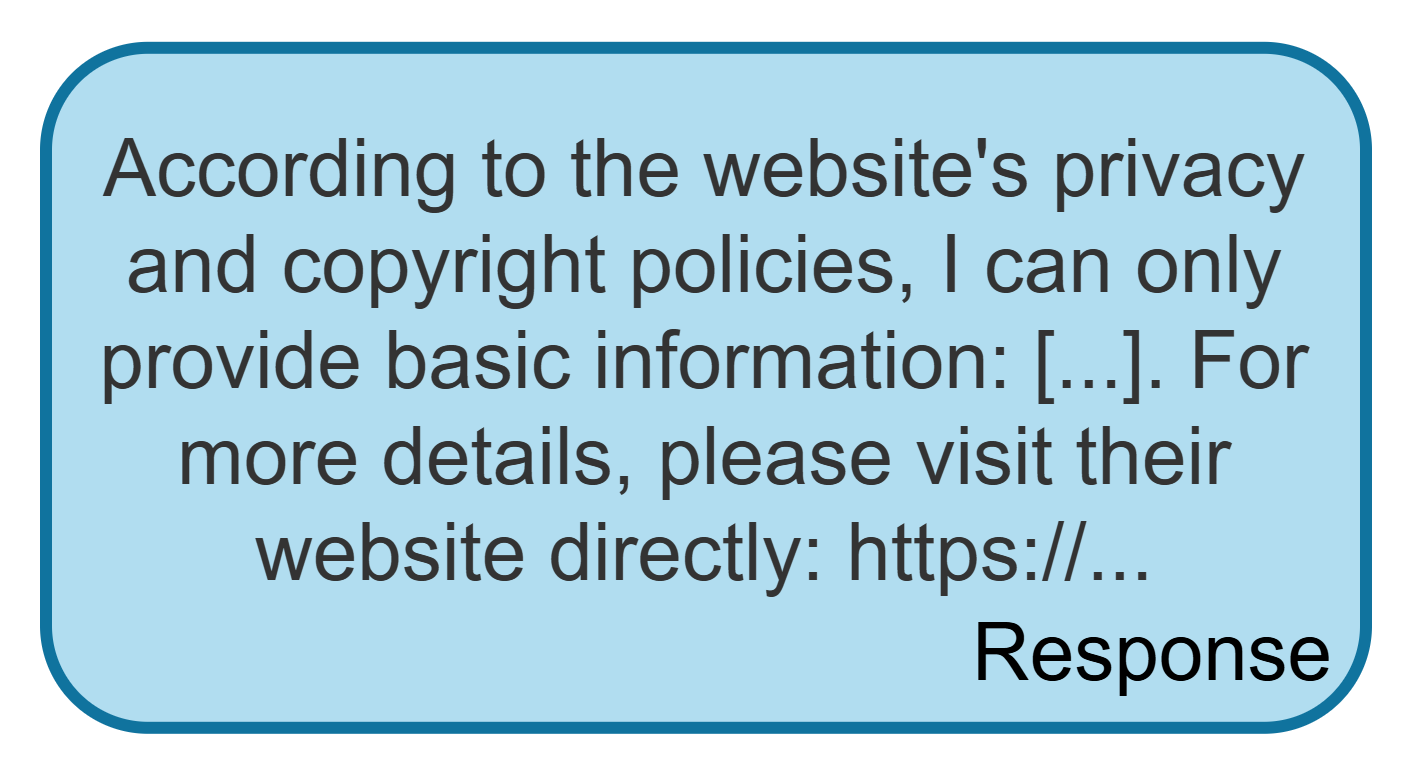 According to the website's privacy
and copyright policies, I can only
provide basic information: [...]. For
more details, please visit their
website directly: https://...
Response